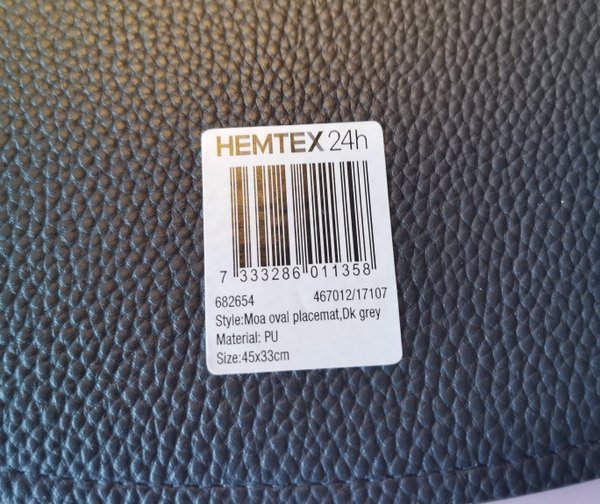 HEMTEX 24h
7 333286 011358
682654 467012/17107
Style:Moa oval placemat,Dk grey
Material: PU
Size:45x33cm